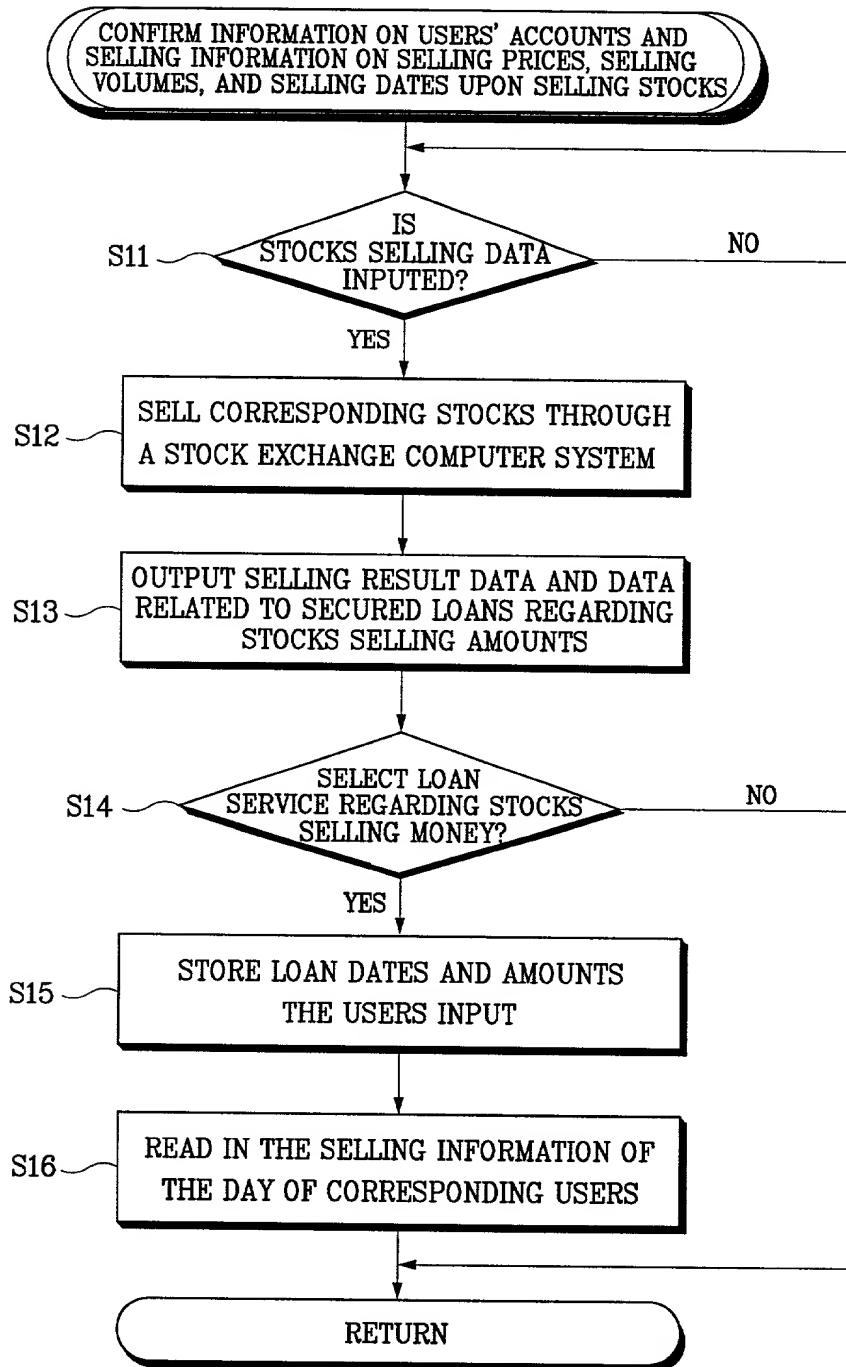 CONFIRM INFORMATION ON USERS' ACCOUNTS AND
SELLING INFORMATION ON SELLING PRICES, SELLING
VOLUMES, AND SELLING DATES UPON SELLING STOCKS
S11
IS
STOCKS SELLING DATA
INPUTED?
NO
YES
S12
SELL CORRESPONDING STOCKS THROUGH
A STOCK EXCHANGE COMPUTER SYSTEM
S13
OUTPUT SELLING RESULT DATA AND DATA
RELATED TO SECURED LOANS REGARDING
STOCKS SELLING AMOUNTS
S14
SELECT LOAN
SERVICE REGARDING STOCKS
SELLING MONEY?
NO
YES
S15
STORE LOAN DATES AND AMOUNTS
THE USERS INPUT
S16
READ IN THE SELLING INFORMATION OF
THE DAY OF CORRESPONDING USERS
RETURN